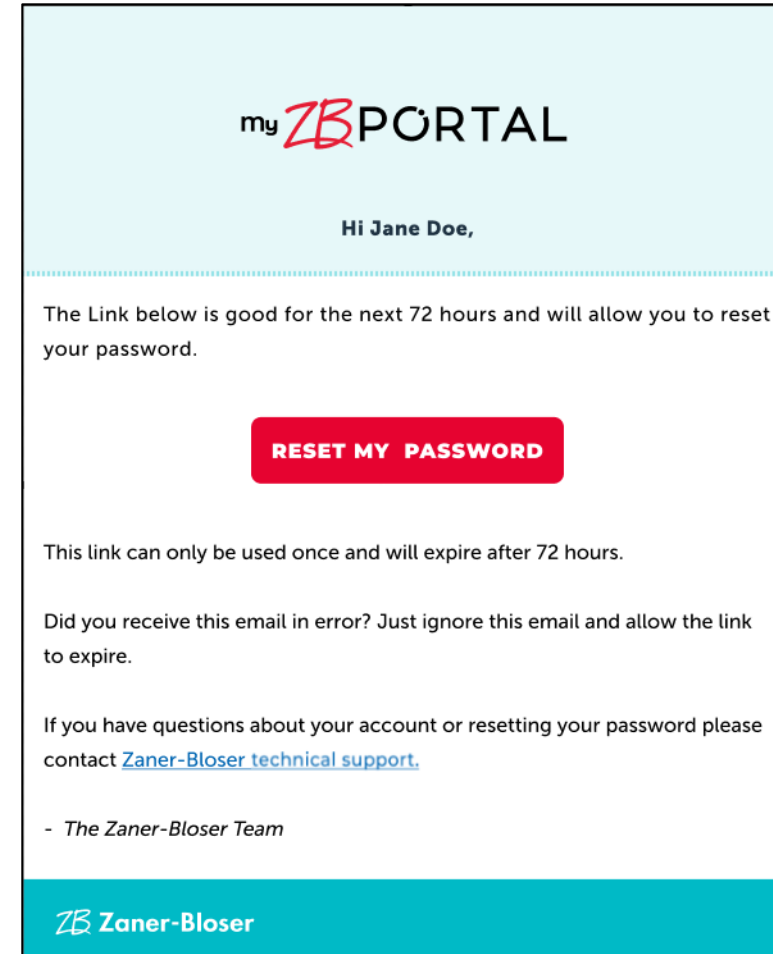 my ZB PORTAL
Hi Jane Doe,
The Link below is good for the next 72 hours and will allow you to reset
your password.
RESET MY PASSWORD
This link can only be used once and will expire after 72 hours.
Did you receive this email in error? Just ignore this email and allow the link
to expire.
If you have questions about your account or resetting your password please
contact Zaner-Bloser technical support.
- The Zaner-Bloser Team
ZB Zaner-Bloser